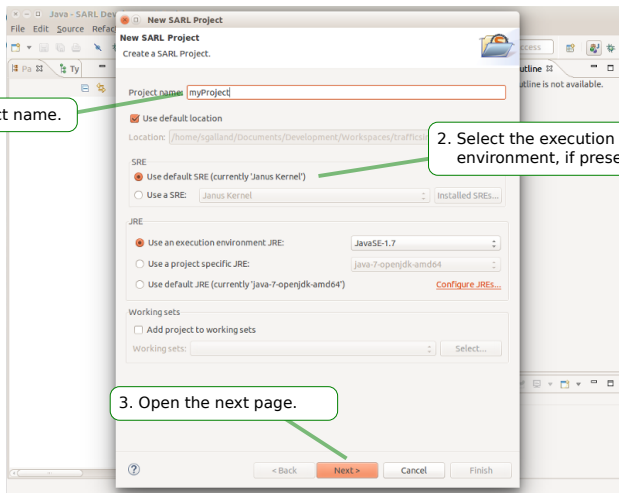 Java - SARL Dev
File Edit Source Refac
New SARL Project
New SARL Project
Create a SARL Project.
ccess
Pa
Ty
utline
utline is not available.
Project name: myProject
ct name.
Use default location
Location: /home/sgalland/Documents/Development/Workspaces/trafficsi
2. Select the execution
environment, if prese
SRE
Use default SRE (currently 'Janus Kernel')
Use a SRE: Janus Kernel Installed SREs...
JRE
Use an execution environment JRE: JavaSE-1.7
Use a project specific JRE: java-7-openjdk-amd64
Use default JRE (currently 'java-7-openjdk-amd64') Configure JREs...
Working sets
Add project to working sets
Working sets: Select...
3. Open the next page.
?
< Back Next > Cancel Finish